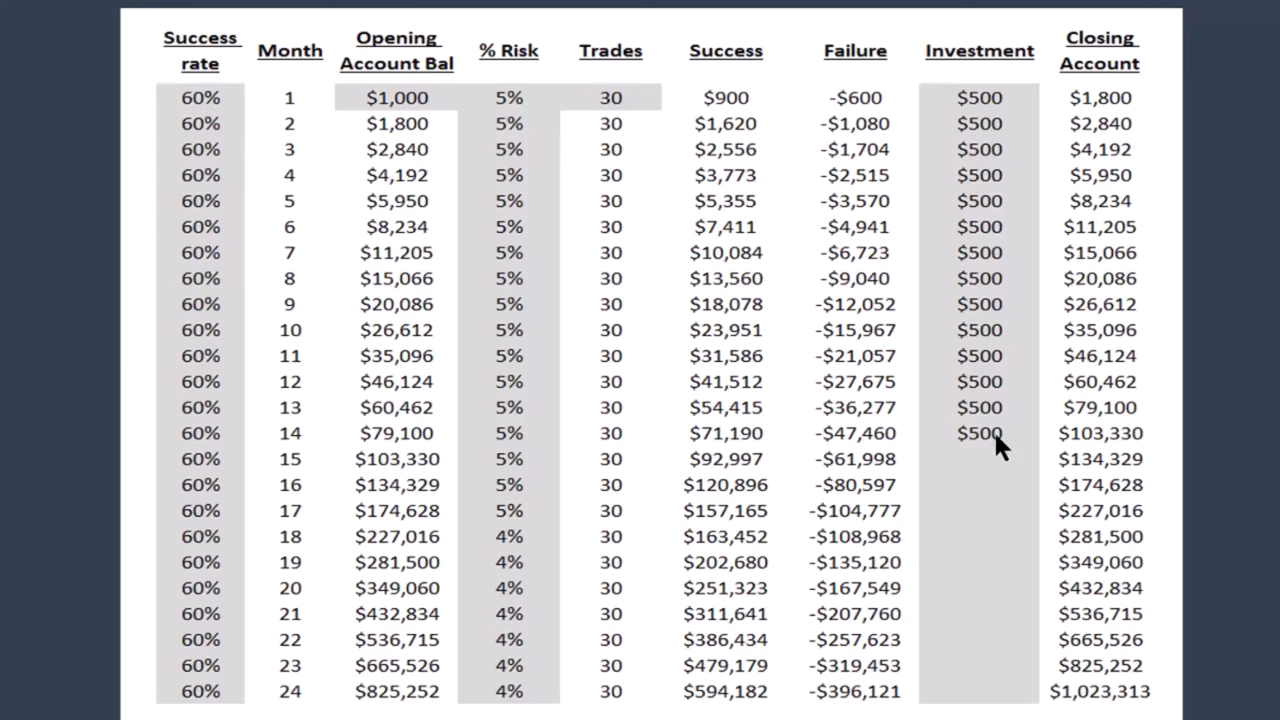 Success rate Month Opening Account Bal % Risk Trades Success Failure Investment Closing Account
60% 1 $1,000 5% 30 $900 -$600 $500 $1,800
60% 2 $1,800 5% 30 $1,620 -$1,080 $500 $2,840
60% 3 $2,840 5% 30 $2,556 -$1,704 $500 $4,192
60% 4 $4,192 5% 30 $3,773 -$2,515 $500 $5,950
60% 5 $5,950 5% 30 $5,355 -$3,570 $500 $8,234
60% 6 $8,234 5% 30 $7,411 -$4,941 $500 $11,205
60% 7 $11,205 5% 30 $10,084 -$6,723 $500 $15,066
60% 8 $15,066 5% 30 $13,560 -$9,040 $500 $20,086
60% 9 $20,086 5% 30 $18,078 -$12,052 $500 $26,612
60% 10 $26,612 5% 30 $23,951 -$15,967 $500 $35,096
60% 11 $35,096 5% 30 $31,586 -$21,057 $500 $46,124
60% 12 $46,124 5% 30 $41,512 -$27,675 $500 $60,462
60% 13 $60,462 5% 30 $54,415 -$36,277 $500 $79,100
60% 14 $79,100 5% 30 $71,190 -$47,460 $500 $103,330
60% 15 $103,330 5% 30 $92,997 -$61,998 $134,329
60% 16 $134,329 5% 30 $120,896 -$80,597 $174,628
60% 17 $174,628 5% 30 $157,165 -$104,777 $227,016
60% 18 $227,016 4% 30 $163,452 -$108,968 $281,500
60% 19 $281,500 4% 30 $202,680 -$135,120 $349,060
60% 20 $349,060 4% 30 $251,323 -$167,549 $432,834
60% 21 $432,834 4% 30 $311,641 -$207,760 $536,715
60% 22 $536,715 4% 30 $386,434 -$257,623 $665,526
60% 23 $665,526 4% 30 $479,179 -$319,453 $825,252
60% 24 $825,252 4% 30 $594,182 -$396,121 $1,023,313